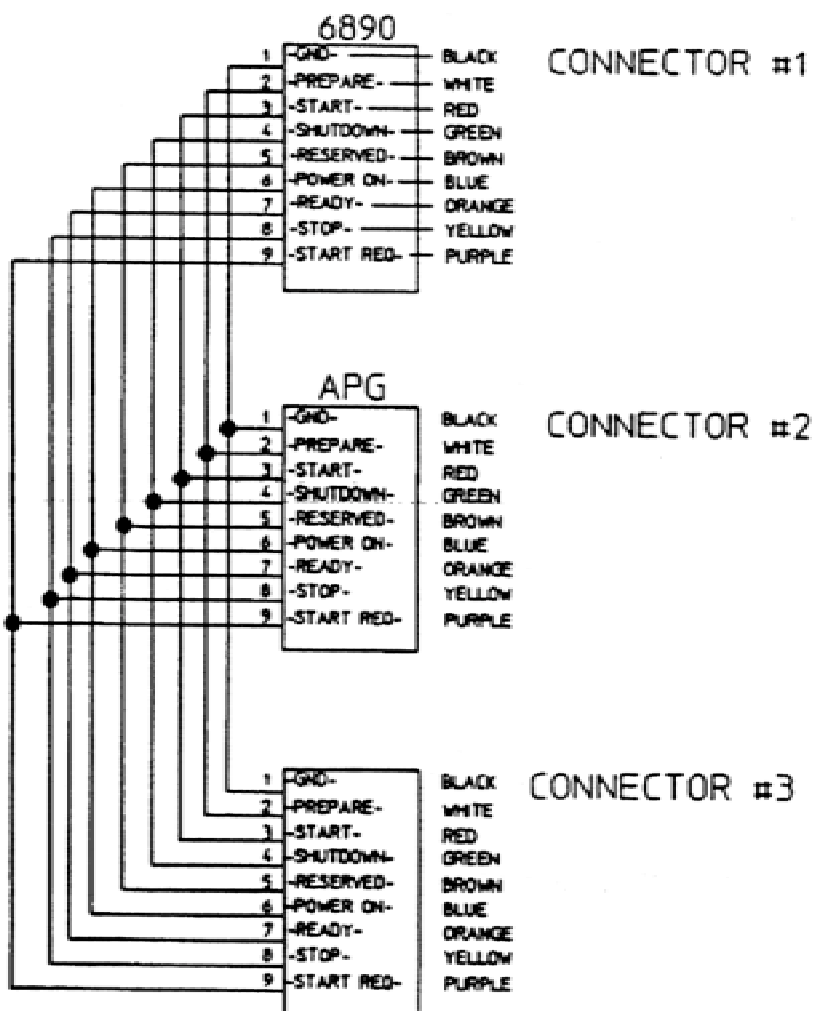 6890
CONNECTOR #1
1 -GND- BLACK
2 -PREPARE- WHITE
3 -START- RED
4 -SHUTDOWN- GREEN
5 -RESERVED- BROWN
6 -POWER ON- BLUE
7 -READY- ORANGE
8 -STOP- YELLOW
9 -START REQ- PURPLE
APG
CONNECTOR #2
1 -GND- BLACK
2 -PREPARE- WHITE
3 -START- RED
4 -SHUTDOWN- GREEN
5 -RESERVED- BROWN
6 -POWER ON- BLUE
7 -READY- ORANGE
8 -STOP- YELLOW
9 -START REQ- PURPLE
CONNECTOR #3
1 -GND- BLACK
2 -PREPARE- WHITE
3 -START- RED
4 -SHUTDOWN- GREEN
5 -RESERVED- BROWN
6 -POWER ON- BLUE
7 -READY- ORANGE
8 -STOP- YELLOW
9 -START REQ- PURPLE